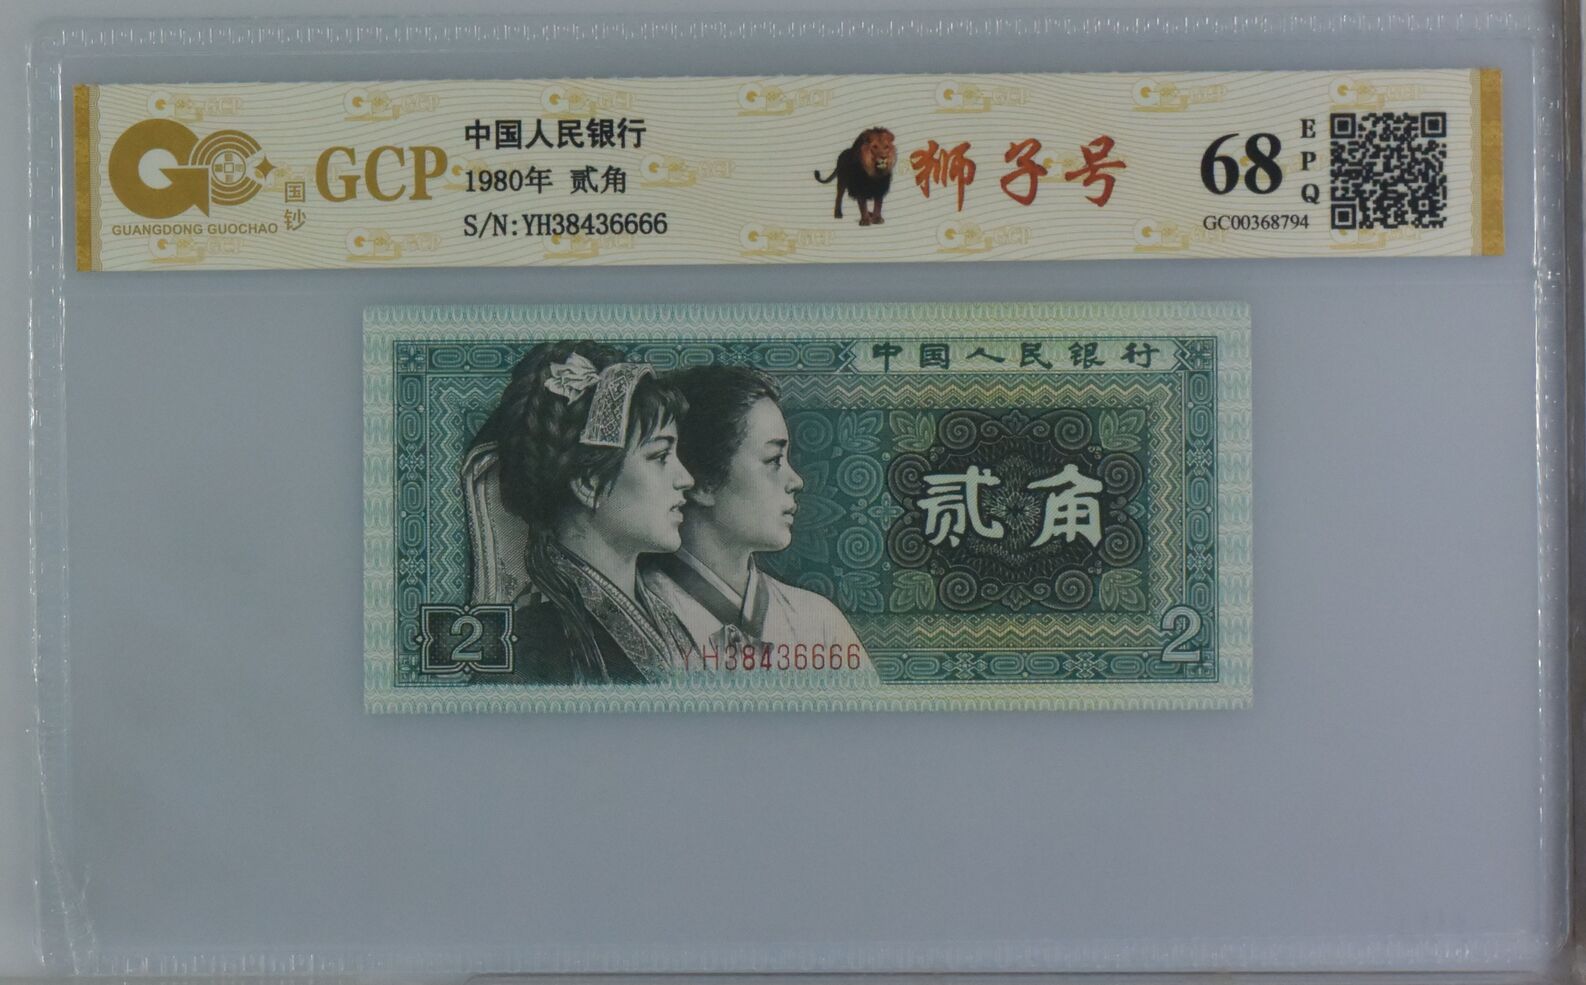 GUANGDONG GUOCHAO
国钞
GCP
中国人民银行
1980年 贰角
S/N:YH38436666
狮子号
68
EPQ
GC00368794
中国人民银行
贰角
2
2
YH38436666